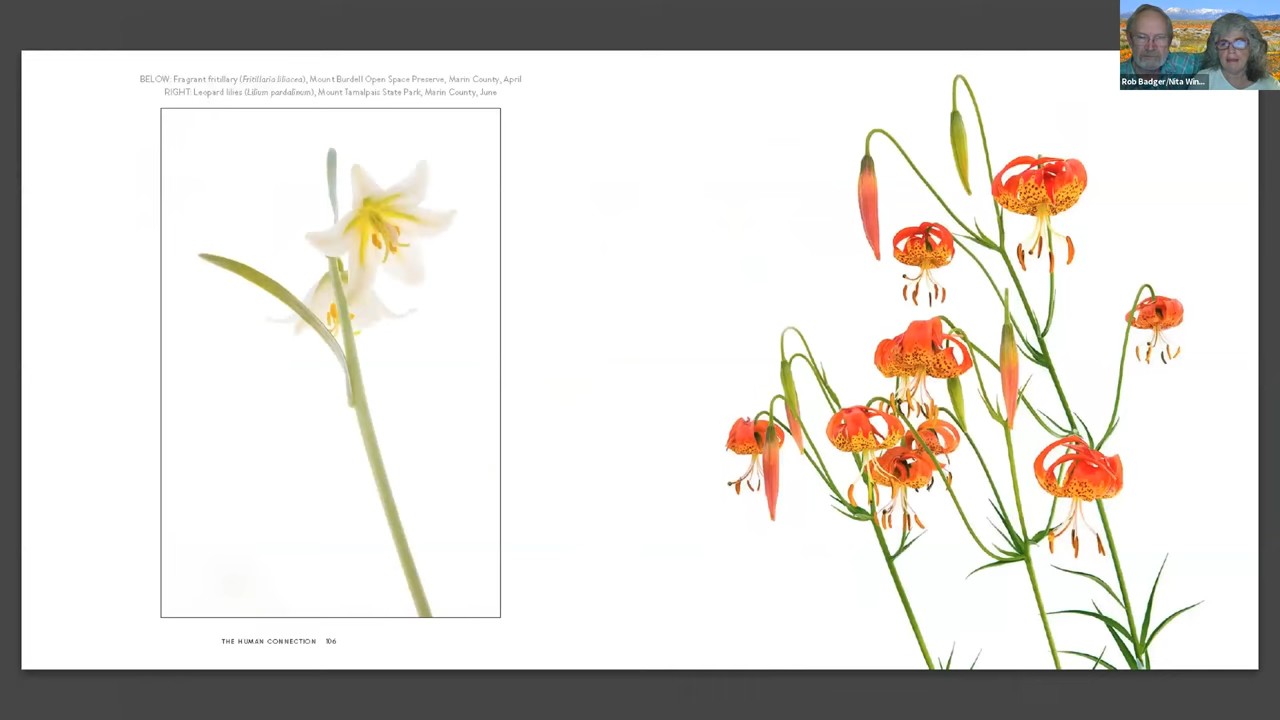 BELOW: Fragrant fritillary (Fritillaria liliacea), Mount Burdell Open Space Preserve, Marin County, April
RIGHT: Leopard lilies (Lilium pardalinum), Mount Tamalpais State Park, Marin County, June
Rob Badger/Nita Win...
THE HUMAN CONNECTION 106